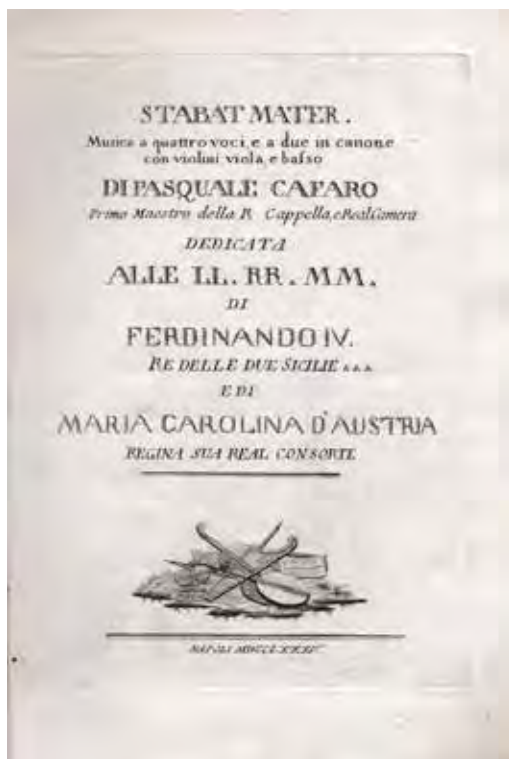 STABAT MATER.
Musica a quattro voci, e a due in canone
con violini viola, e basso
DI PASQUALE CAFARO
Primo Maestro della R. Cappella, e Real Camera
DEDICATA
ALLE LL. RR. MM.
DI
FERDINANDO IV.
RE DELLE DUE SICILIE &.&.&.
E DI
MARIA CAROLINA D'AUSTRIA
REGINA SUA REAL CONSORTE
NAPOLI